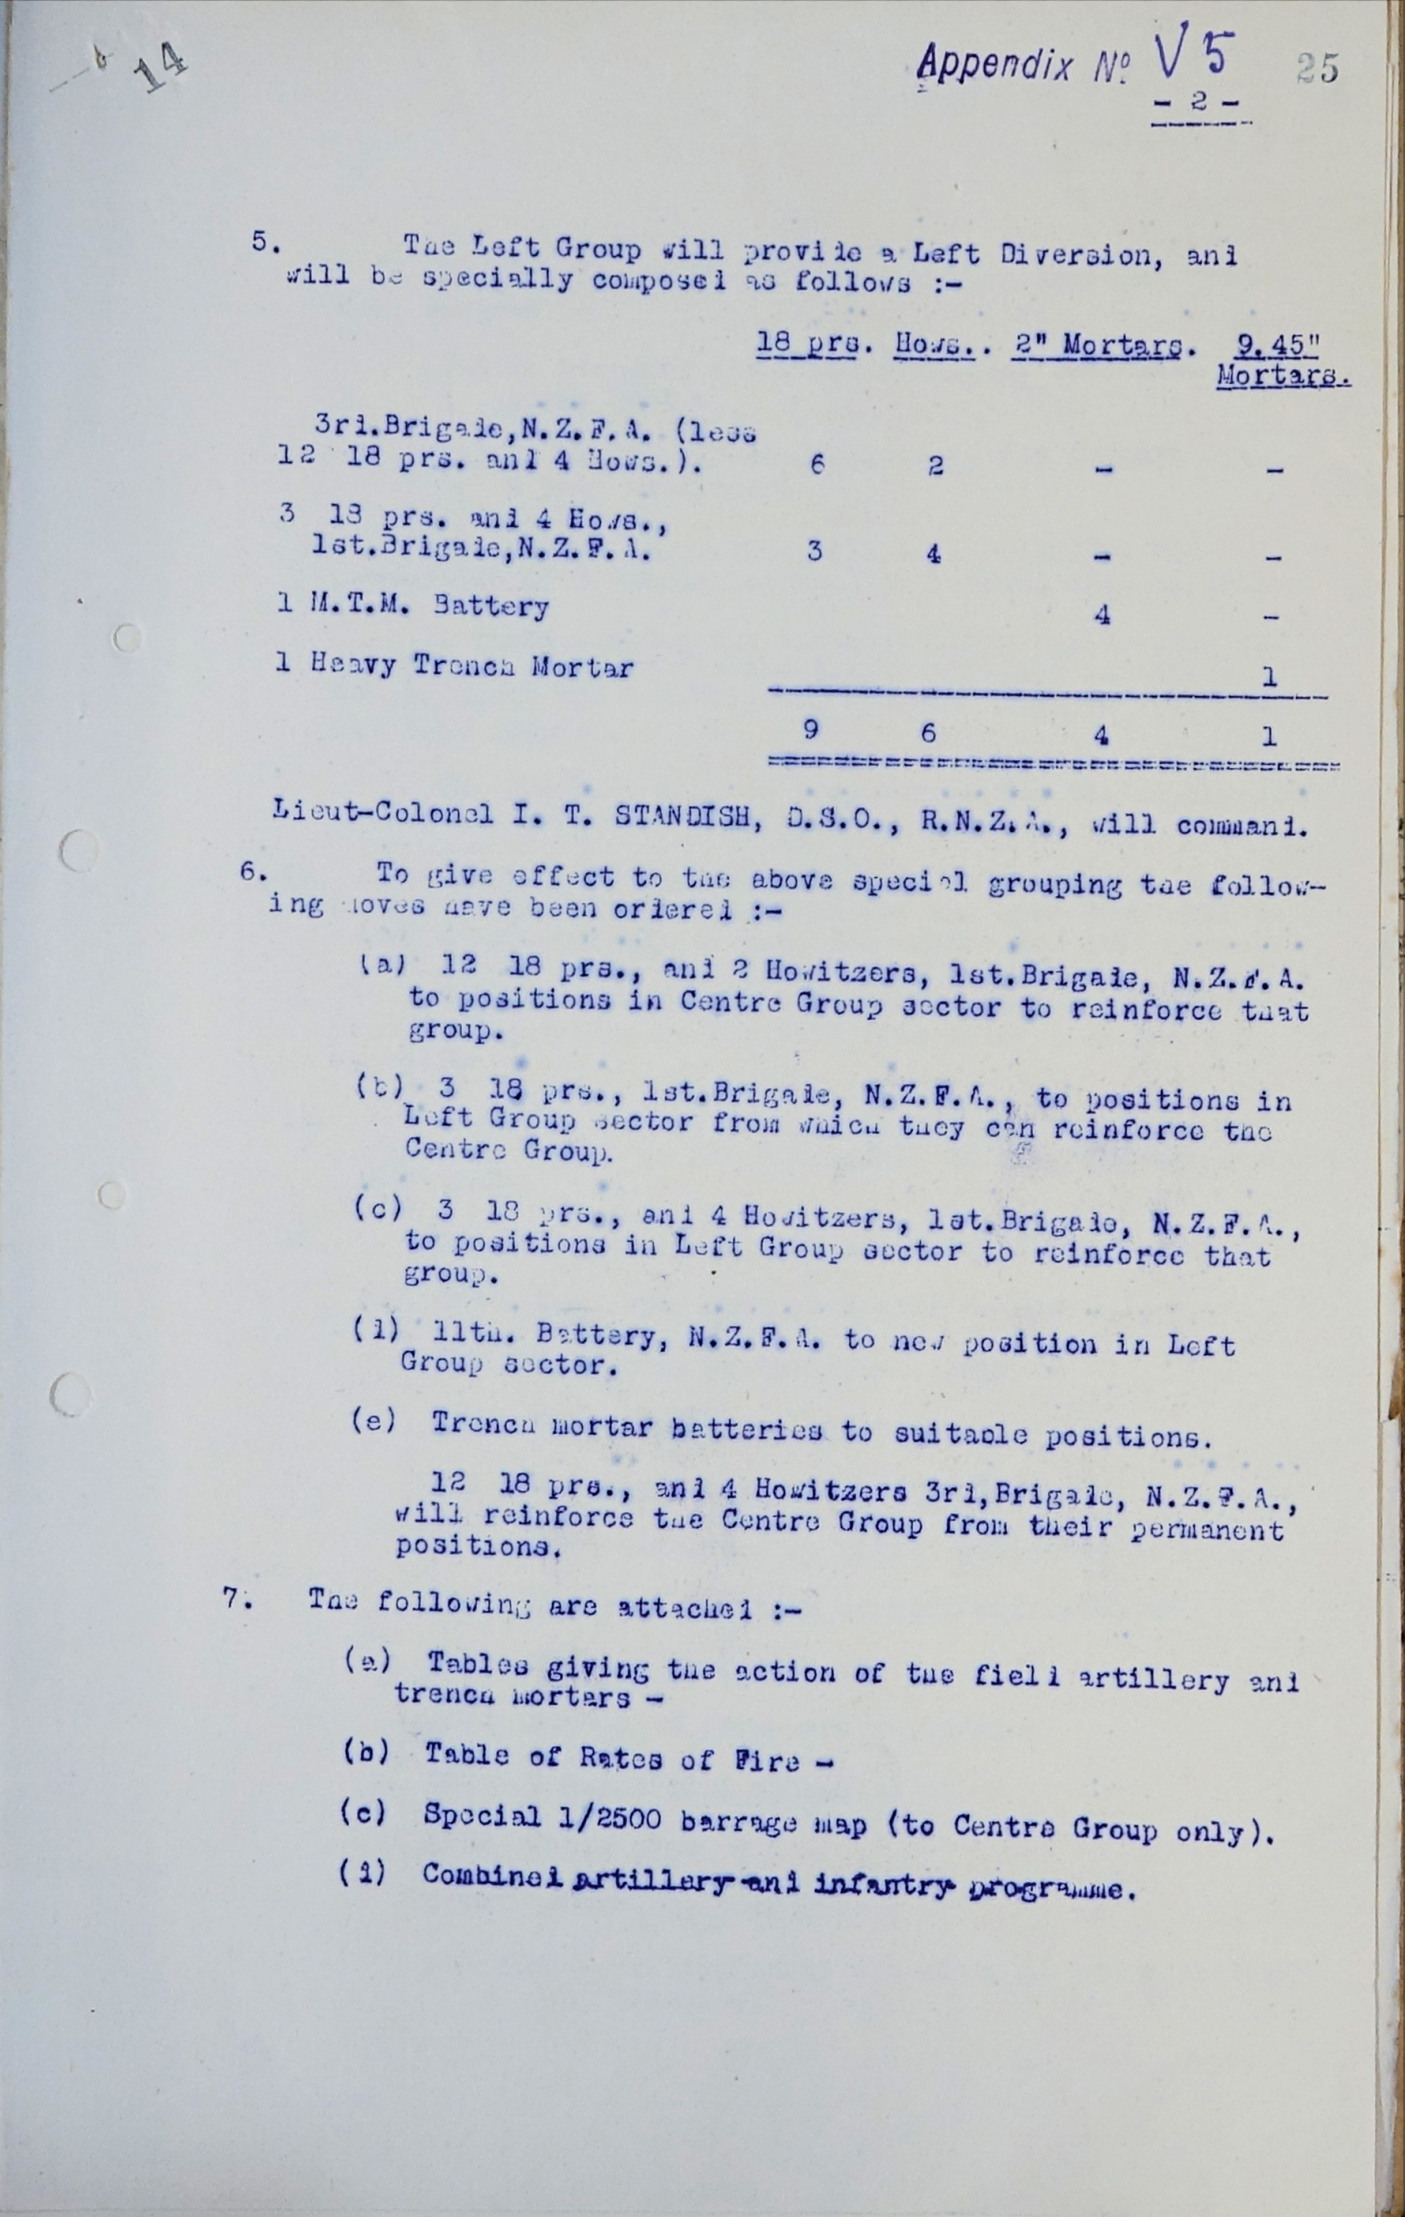 14
Appendix Nº V5 25
- 2 -
5. The Left Group will provide a Left Diversion, and
will be specially composed as follows :-
18 prs. Hows.. 2" Mortars. 9.45"
Mortars.
3rd.Brigade,N.Z.F.A. (less
12 18 prs. and 4 Hows.). 6 2 - -
3 18 prs. and 4 Hows.,
1st.Brigade,N.Z.F.A. 3 4 - -
1 M.T.M. Battery 4 -
1 Heavy Trench Mortar 1
9 6 4 1
Lieut-Colonel I. T. STANDISH, D.S.O., R.N.Z.A., will command.
6. To give effect to the above special grouping the follow-
ing moves have been ordered :-
(a) 12 18 prs., and 2 Howitzers, 1st.Brigade, N.Z.F.A.
to positions in Centre Group sector to reinforce that
group.
(b) 3 18 prs., 1st.Brigade, N.Z.F.A., to positions in
Left Group sector from which they can reinforce the
Centre Group.
(c) 3 18 prs., and 4 Howitzers, 1st.Brigade, N.Z.F.A.,
to positions in Left Group sector to reinforce that
group.
(d) 11th. Battery, N.Z.F.A. to new position in Left
Group sector.
(e) Trench mortar batteries to suitable positions.
12 18 prs., and 4 Howitzers 3rd,Brigade, N.Z.F.A.,
will reinforce the Centre Group from their permanent
positions.
7. The following are attached :-
(a) Tables giving the action of the field artillery and
trench mortars -
(b) Table of Rates of Fire -
(c) Special 1/2500 barrage map (to Centre Group only).
(d) Combined artillery and infantry programme.